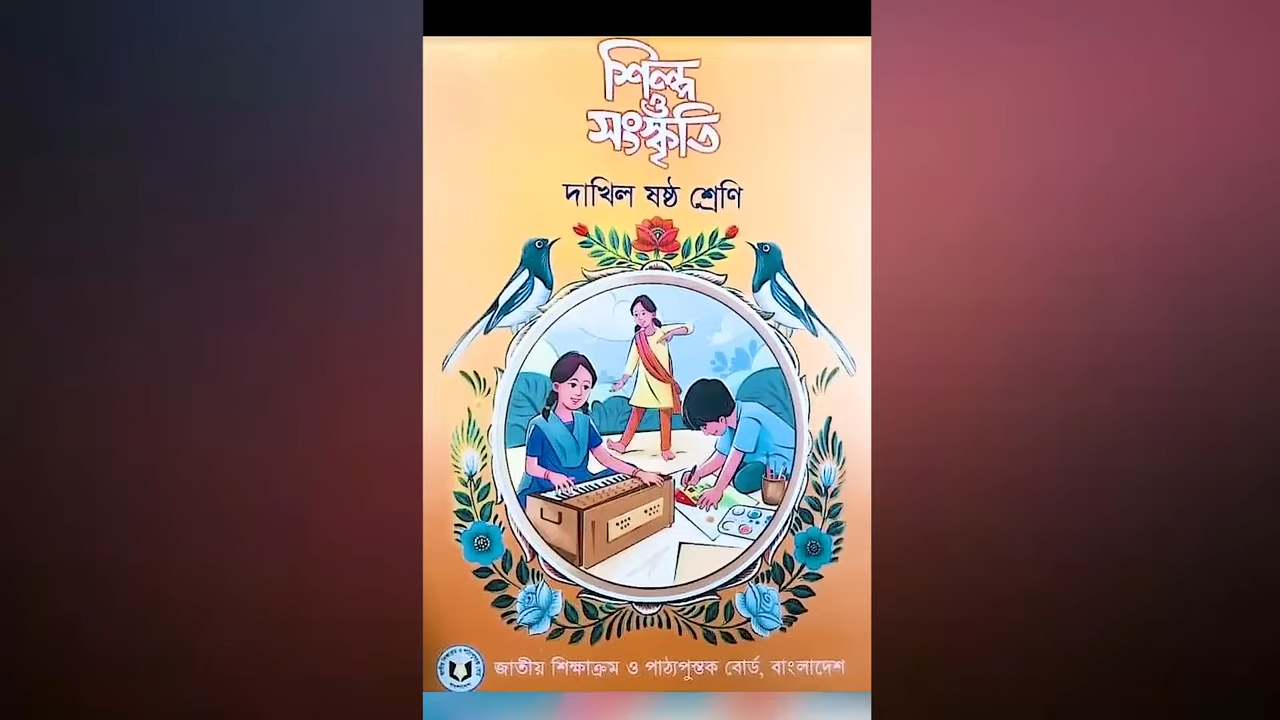 শিল্প
ও
সংস্কৃতি
দাখিল ষষ্ঠ শ্রেণি
জাতীয় শিক্ষাক্রম ও পাঠ্যপুস্তক বোর্ড, বাংলাদেশ